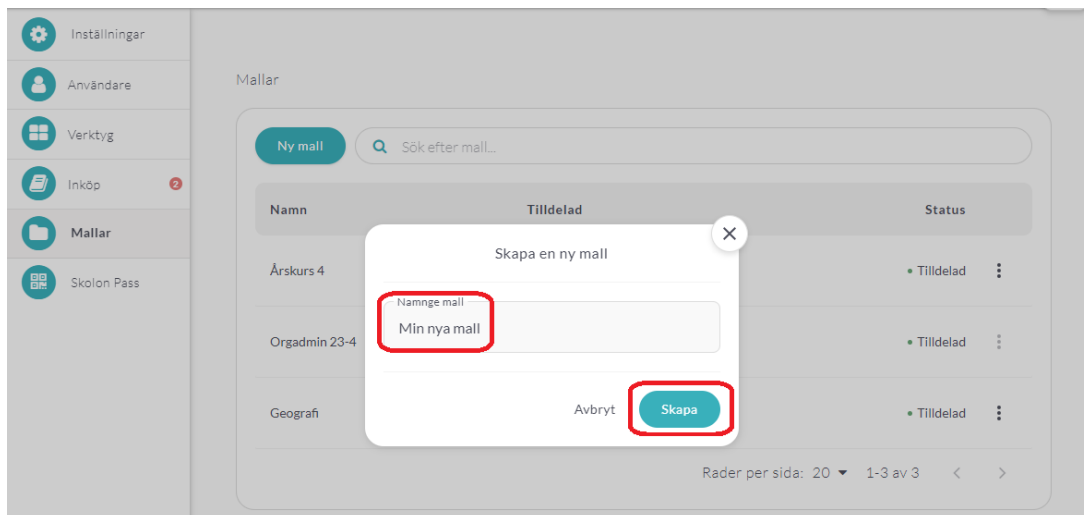 Inställningar
Användare
Verktyg
Inköp 2
Mallar
Skolon Pass
Mallar
Ny mall Sök efter mall...
Namn Tilldelad Status
Årskurs 4 Tilldelad
Orgadmin 23-4 Tilldelad
Geografi Tilldelad
Skapa en ny mall
Namnge mall
Min nya mall
Avbryt Skapa
Rader per sida: 20 1-3 av 3